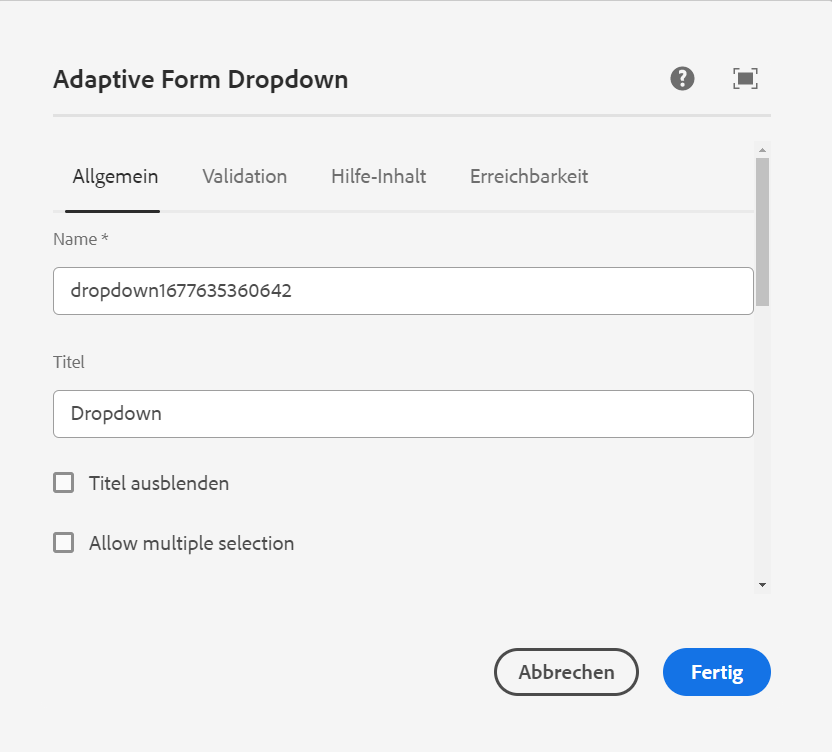 Adaptive Form Dropdown
Allgemein Validation Hilfe-Inhalt Erreichbarkeit
Name *
dropdown1677635360642
Titel
Dropdown
Titel ausblenden
Allow multiple selection
Abbrechen Fertig